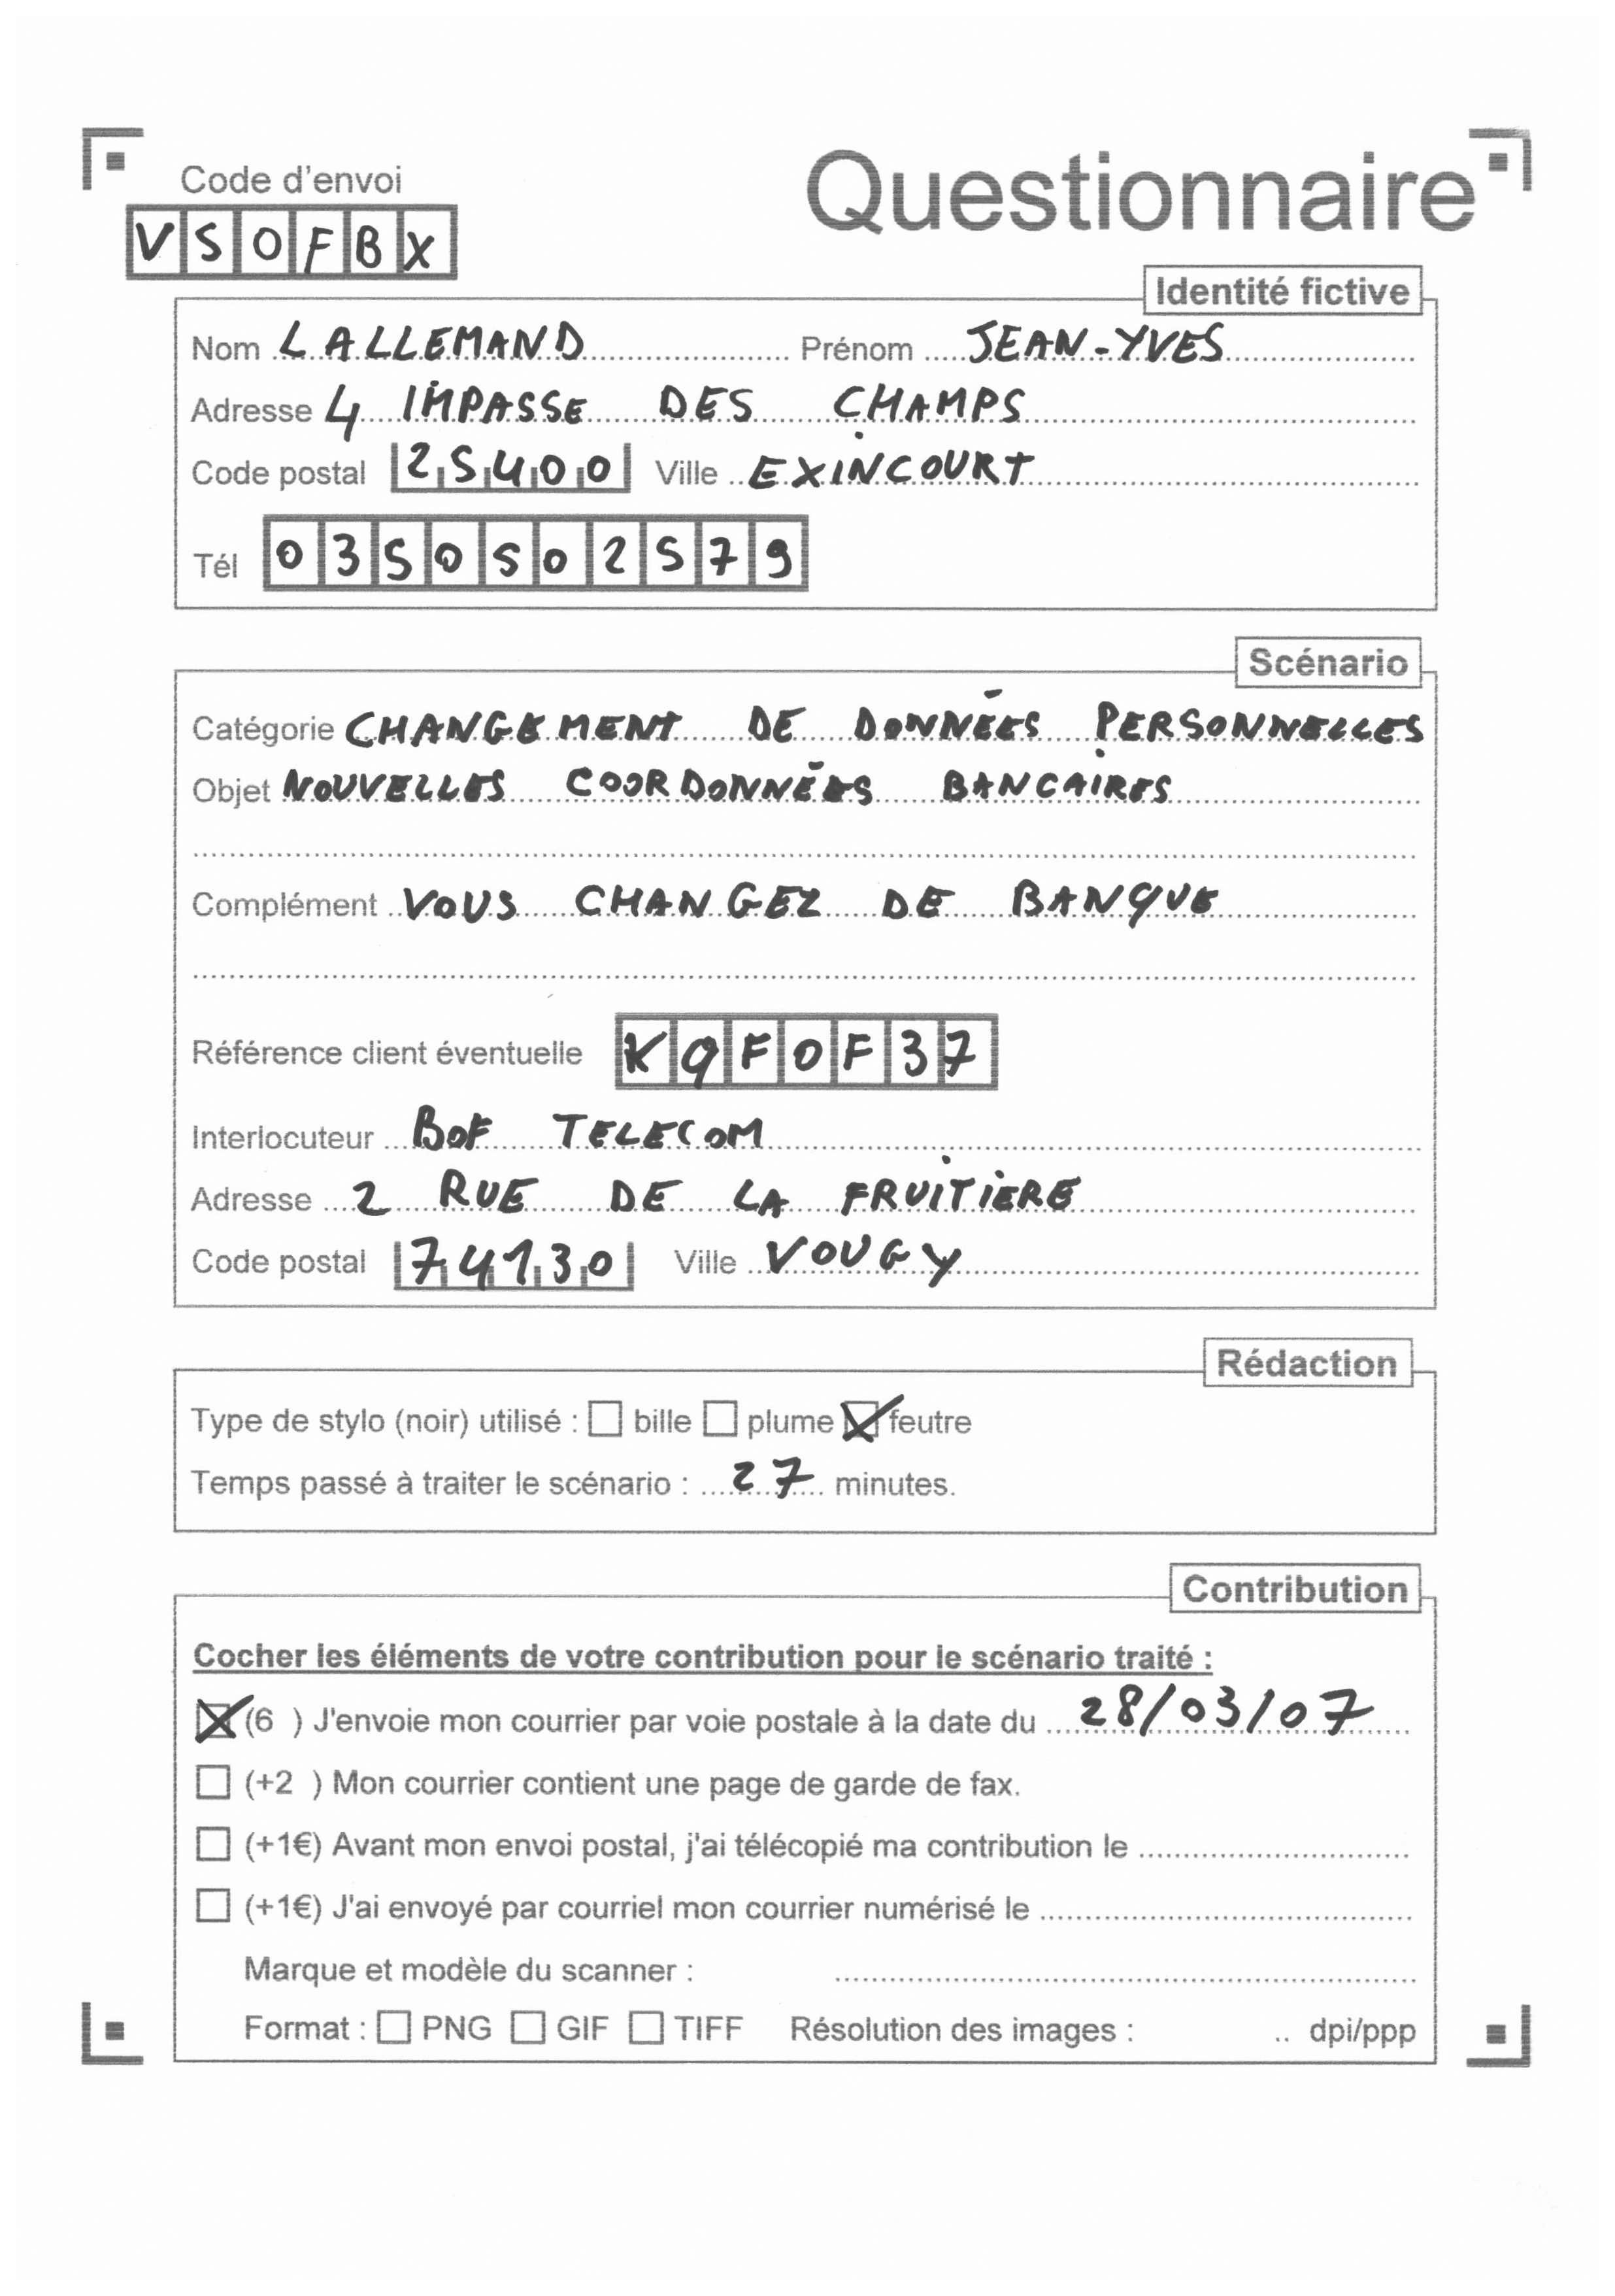 Code d'envoi
Questionnaire
VSOFBX
Identité fictive
Nom LALLEMAND Prénom JEAN-YVES
Adresse 4 IMPASSE DES CHAMPS
Code postal 25400 Ville EXINCOURT
Tél 0350502579
Scénario
Catégorie CHANGEMENT DE DONNÉES PERSONNELLES
Objet NOUVELLES COORDONNÉES BANCAIRES
Complément VOUS CHANGEZ DE BANQUE
Référence client éventuelle KQFOF37
Interlocuteur BOF TELECOM
Adresse 2 RUE DE LA FRUITIERE
Code postal 74130 Ville VOUGY
Rédaction
Type de stylo (noir) utilisé : ☐ bille ☐ plume ☒ feutre
Temps passé à traiter le scénario : 27 minutes.
Contribution
Cocher les éléments de votre contribution pour le scénario traité :
☒ (6 ) J'envoie mon courrier par voie postale à la date du 28/03/07
☐ (+2 ) Mon courrier contient une page de garde de fax.
☐ (+1€) Avant mon envoi postal, j'ai télécopié ma contribution le
☐ (+1€) J'ai envoyé par courriel mon courrier numérisé le
Marque et modèle du scanner :
Format : ☐ PNG ☐ GIF ☐ TIFF Résolution des images : .. dpi/ppp